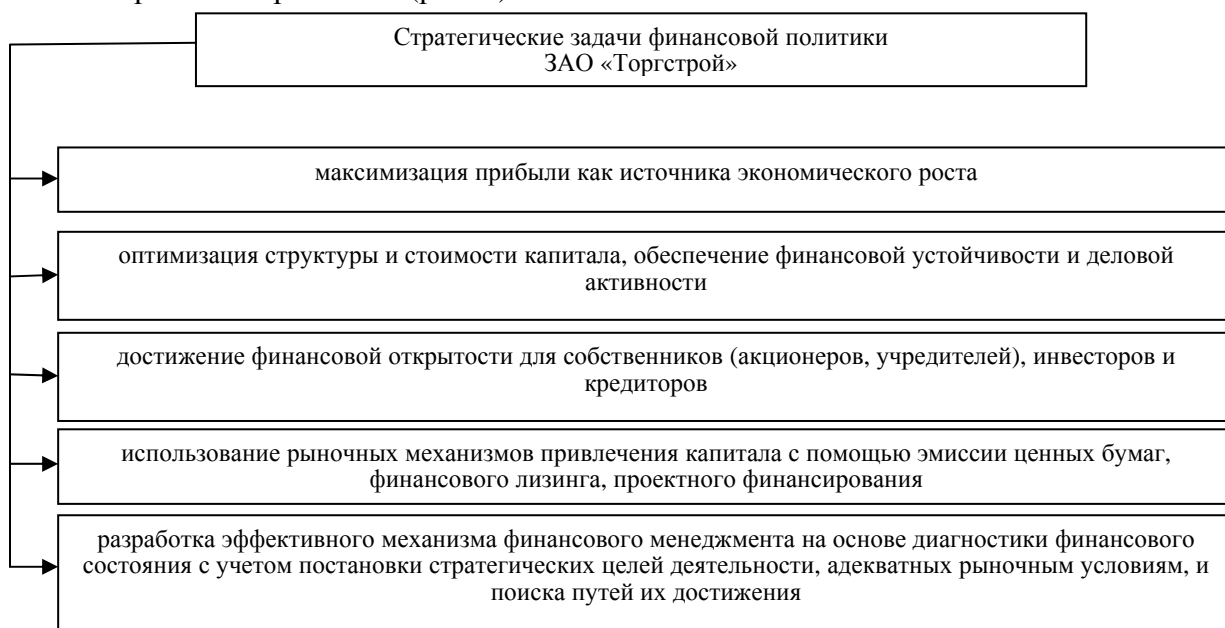 Стратегические задачи финансовой политики
ЗАО «Торгстрой»
максимизация прибыли как источника экономического роста
оптимизация структуры и стоимости капитала, обеспечение финансовой устойчивости и деловой
активности
достижение финансовой открытости для собственников (акционеров, учредителей), инвесторов и
кредиторов
использование рыночных механизмов привлечения капитала с помощью эмиссии ценных бумаг,
финансового лизинга, проектного финансирования
разработка эффективного механизма финансового менеджмента на основе диагностики финансового
состояния с учетом постановки стратегических целей деятельности, адекватных рыночным условиям, и
поиска путей их достижения